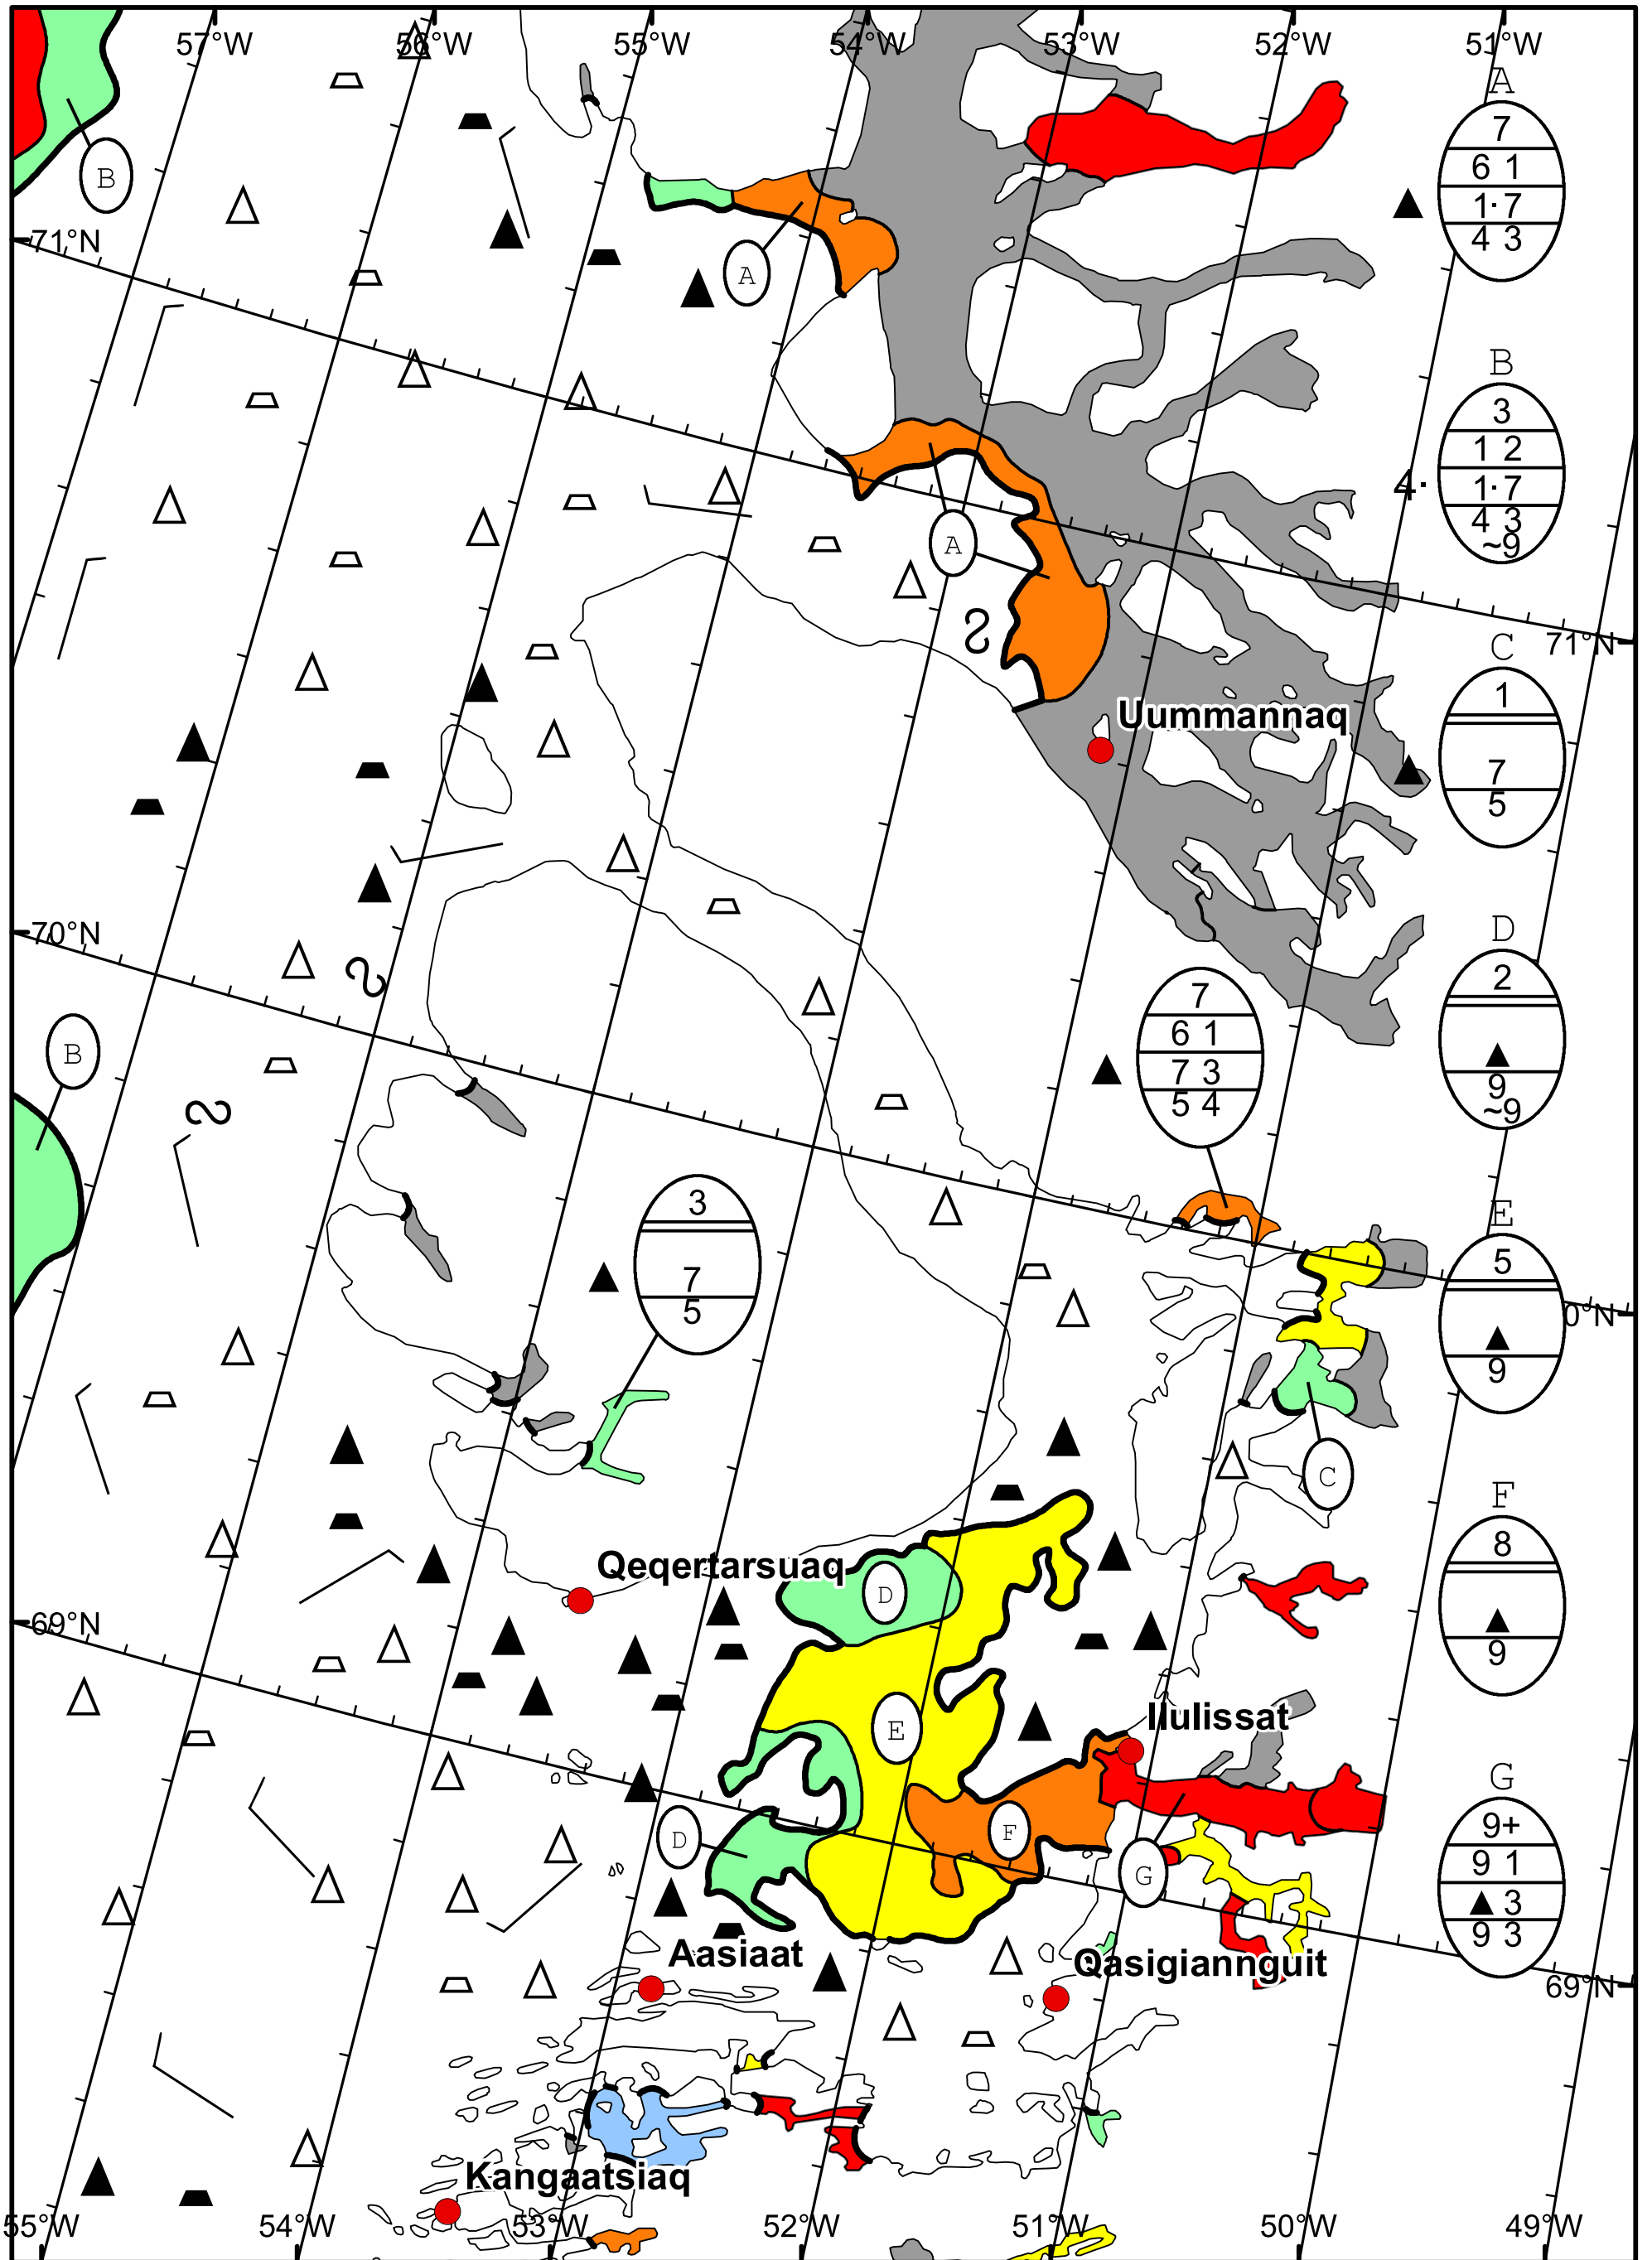 57°W 56°W 55°W 54°W 53°W 52°W 51°W
A
7
6 1
1·7
4 3
B
71°N
A
B
3
1 2
4· 1·7
4 3
~9
A
C
1
7
5
71°N
Uummannaq
70°N
D
2
9
~9
7
6 1
7 3
5 4
B
3
7
5
E
5
9
0°N
C
F
8
9
Qeqertarsuaq
D
69°N
E
Ilulissat
F
D
G
G
9+
9 1
3
9 3
Aasiaat
Qasigiannguit
69°N
Kangaatsiaq
55°W 54°W 53°W 52°W 51°W 50°W 49°W